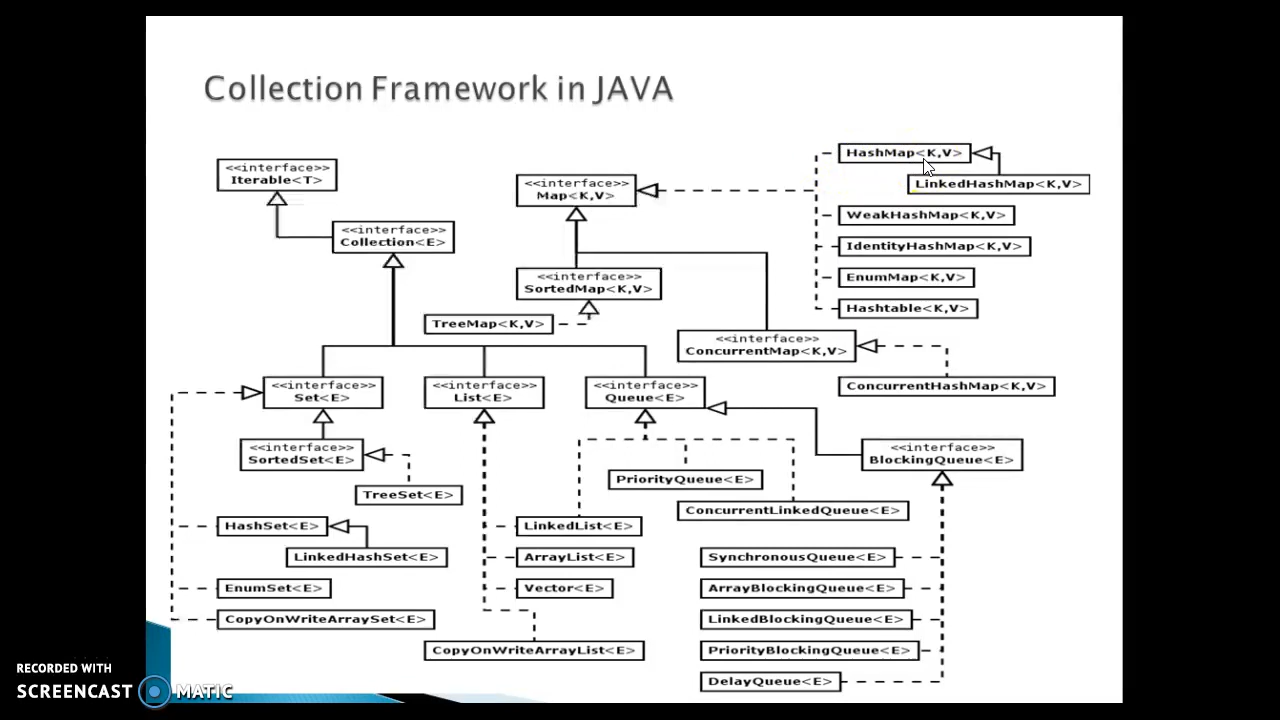 Collection Framework in JAVA
<<interface>>
Iterable<T>
<<interface>>
Collection<E>
<<interface>>
Map<K,V>
HashMap<K,V>
LinkedHashMap<K,V>
WeakHashMap<K,V>
IdentityHashMap<K,V>
EnumMap<K,V>
Hashtable<K,V>
<<interface>>
SortedMap<K,V>
TreeMap<K,V>
<<interface>>
ConcurrentMap<K,V>
ConcurrentHashMap<K,V>
<<interface>>
Set<E>
<<interface>>
List<E>
<<interface>>
Queue<E>
<<interface>>
SortedSet<E>
<<interface>>
BlockingQueue<E>
TreeSet<E>
PriorityQueue<E>
ConcurrentLinkedQueue<E>
HashSet<E>
LinkedHashSet<E>
EnumSet<E>
CopyOnWriteArraySet<E>
LinkedList<E>
ArrayList<E>
Vector<E>
CopyOnWriteArrayList<E>
SynchronousQueue<E>
ArrayBlockingQueue<E>
LinkedBlockingQueue<E>
PriorityBlockingQueue<E>
DelayQueue<E>
RECORDED WITH
SCREENCAST MATIC